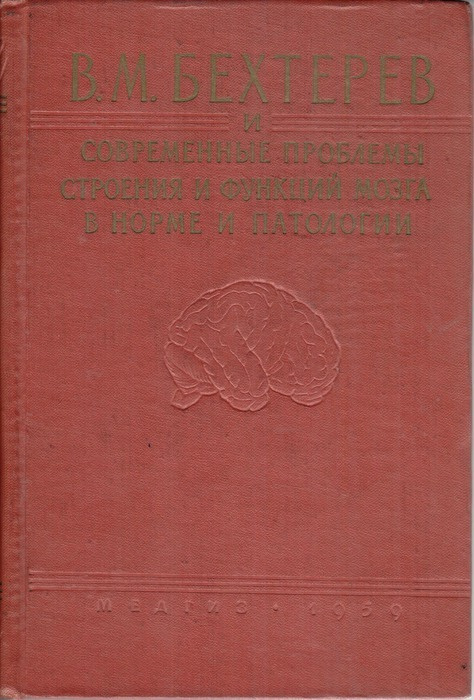 В. М. БЕХТЕРЕВ
И
СОВРЕМЕННЫЕ ПРОБЛЕМЫ
СТРОЕНИЯ И ФУНКЦИЙ МОЗГА
В НОРМЕ И ПАТОЛОГИИ
МЕДГИЗ • 1959